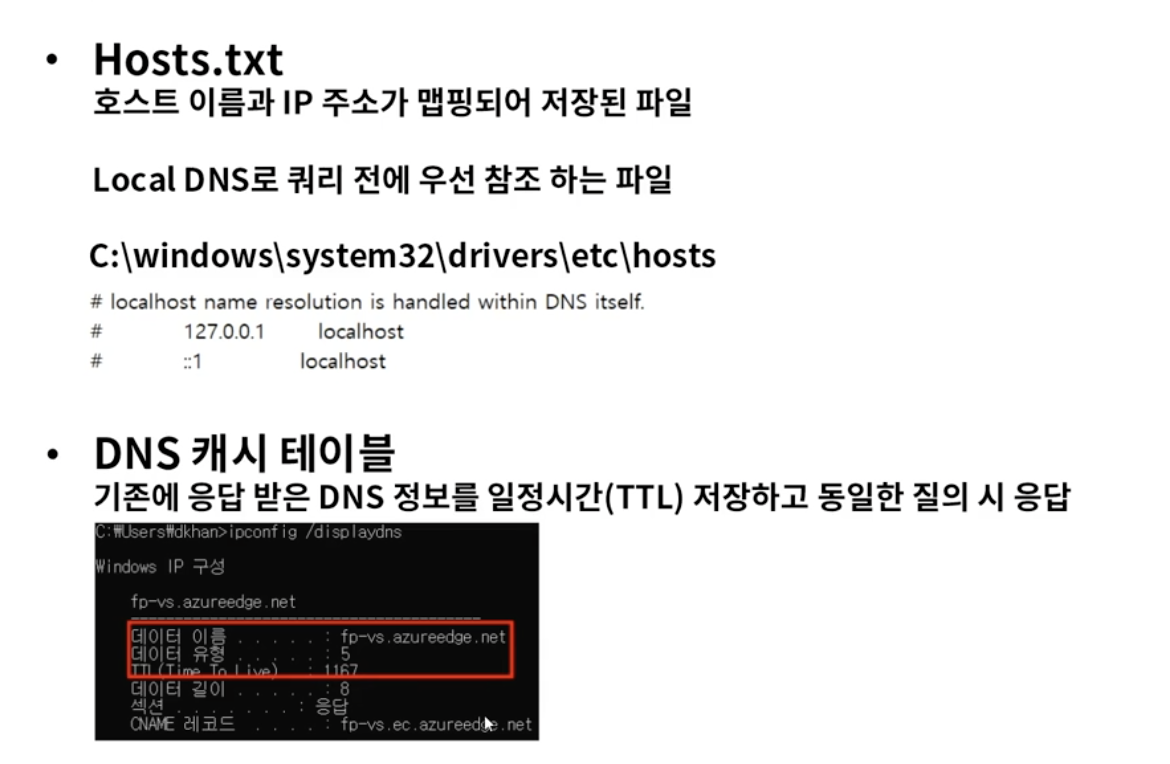 • Hosts.txt
호스트 이름과 IP 주소가 맵핑되어 저장된 파일
Local DNS로 쿼리 전에 우선 참조 하는 파일
C:\windows\system32\drivers\etc\hosts
# localhost name resolution is handled within DNS itself.
# 127.0.0.1 localhost
# ::1 localhost
• DNS 캐시 테이블
기존에 응답 받은 DNS 정보를 일정시간(TTL) 저장하고 동일한 질의 시 응답
C:₩Users₩dkhan>ipconfig /displaydns
Windows IP 구성
fp-vs.azureedge.net
----------------------------------------
데이터 이름 . . . . . : fp-vs.azureedge.net
데이터 유형 . . . . . : 5
TTL(Time To Live) . : 1167
데이터 길이 . . . . . : 8
섹션 . . . . . . . : 응답
CNAME 레코드 . . . . : fp-vs.ec.azureedge.net